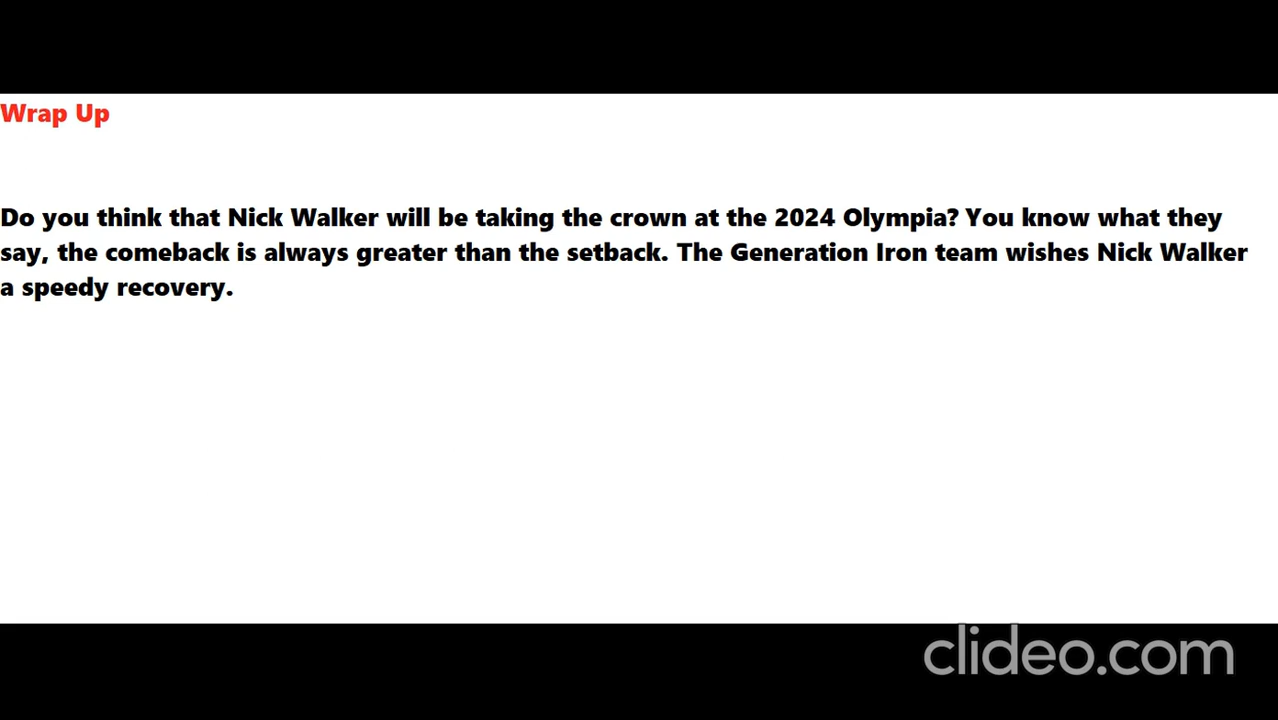 Wrap Up
Do you think that Nick Walker will be taking the crown at the 2024 Olympia? You know what they
say, the comeback is always greater than the setback. The Generation Iron team wishes Nick Walker
a speedy recovery.
clideo.com